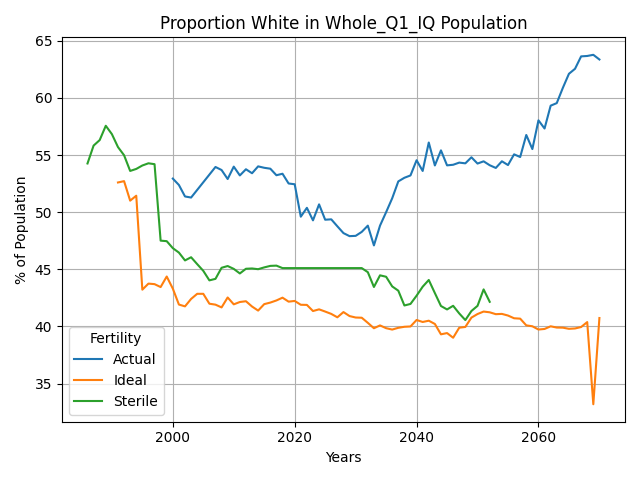 Proportion White in Whole_Q1_IQ Population
% of Population
65
60
55
50
45
40
35
Fertility
Actual
Ideal
Sterile
2000 2020 2040 2060
Years